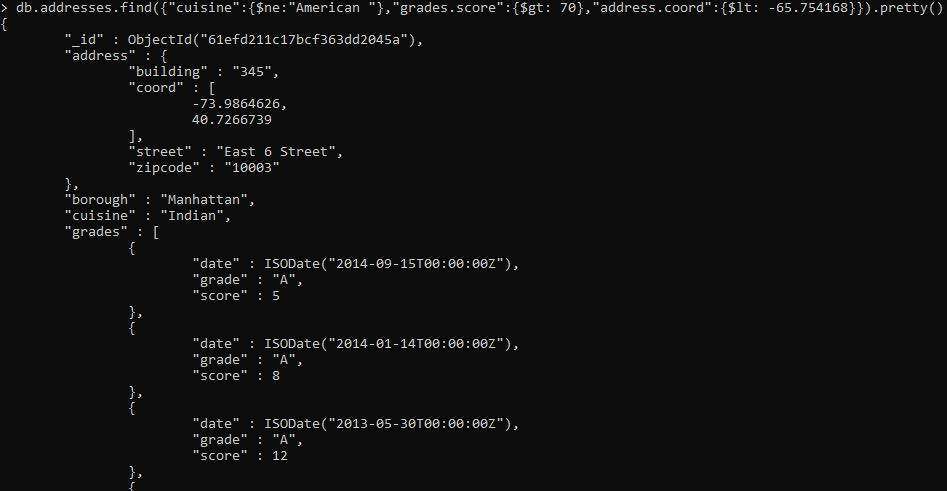 > db.addresses.find({"cuisine":{$ne:"American "},"grades.score":{$gt: 70},"address.coord":{$lt: -65.754168}}).pretty()
{
        "_id" : ObjectId("61efd211c17bcf363dd2045a"),
        "address" : {
                "building" : "345",
                "coord" : [
                        -73.9864626,
                        40.7266739
                ],
                "street" : "East 6 Street",
                "zipcode" : "10003"
        },
        "borough" : "Manhattan",
        "cuisine" : "Indian",
        "grades" : [
                {
                        "date" : ISODate("2014-09-15T00:00:00Z"),
                        "grade" : "A",
                        "score" : 5
                },
                {
                        "date" : ISODate("2014-01-14T00:00:00Z"),
                        "grade" : "A",
                        "score" : 8
                },
                {
                        "date" : ISODate("2013-05-30T00:00:00Z"),
                        "grade" : "A",
                        "score" : 12
                },
                {